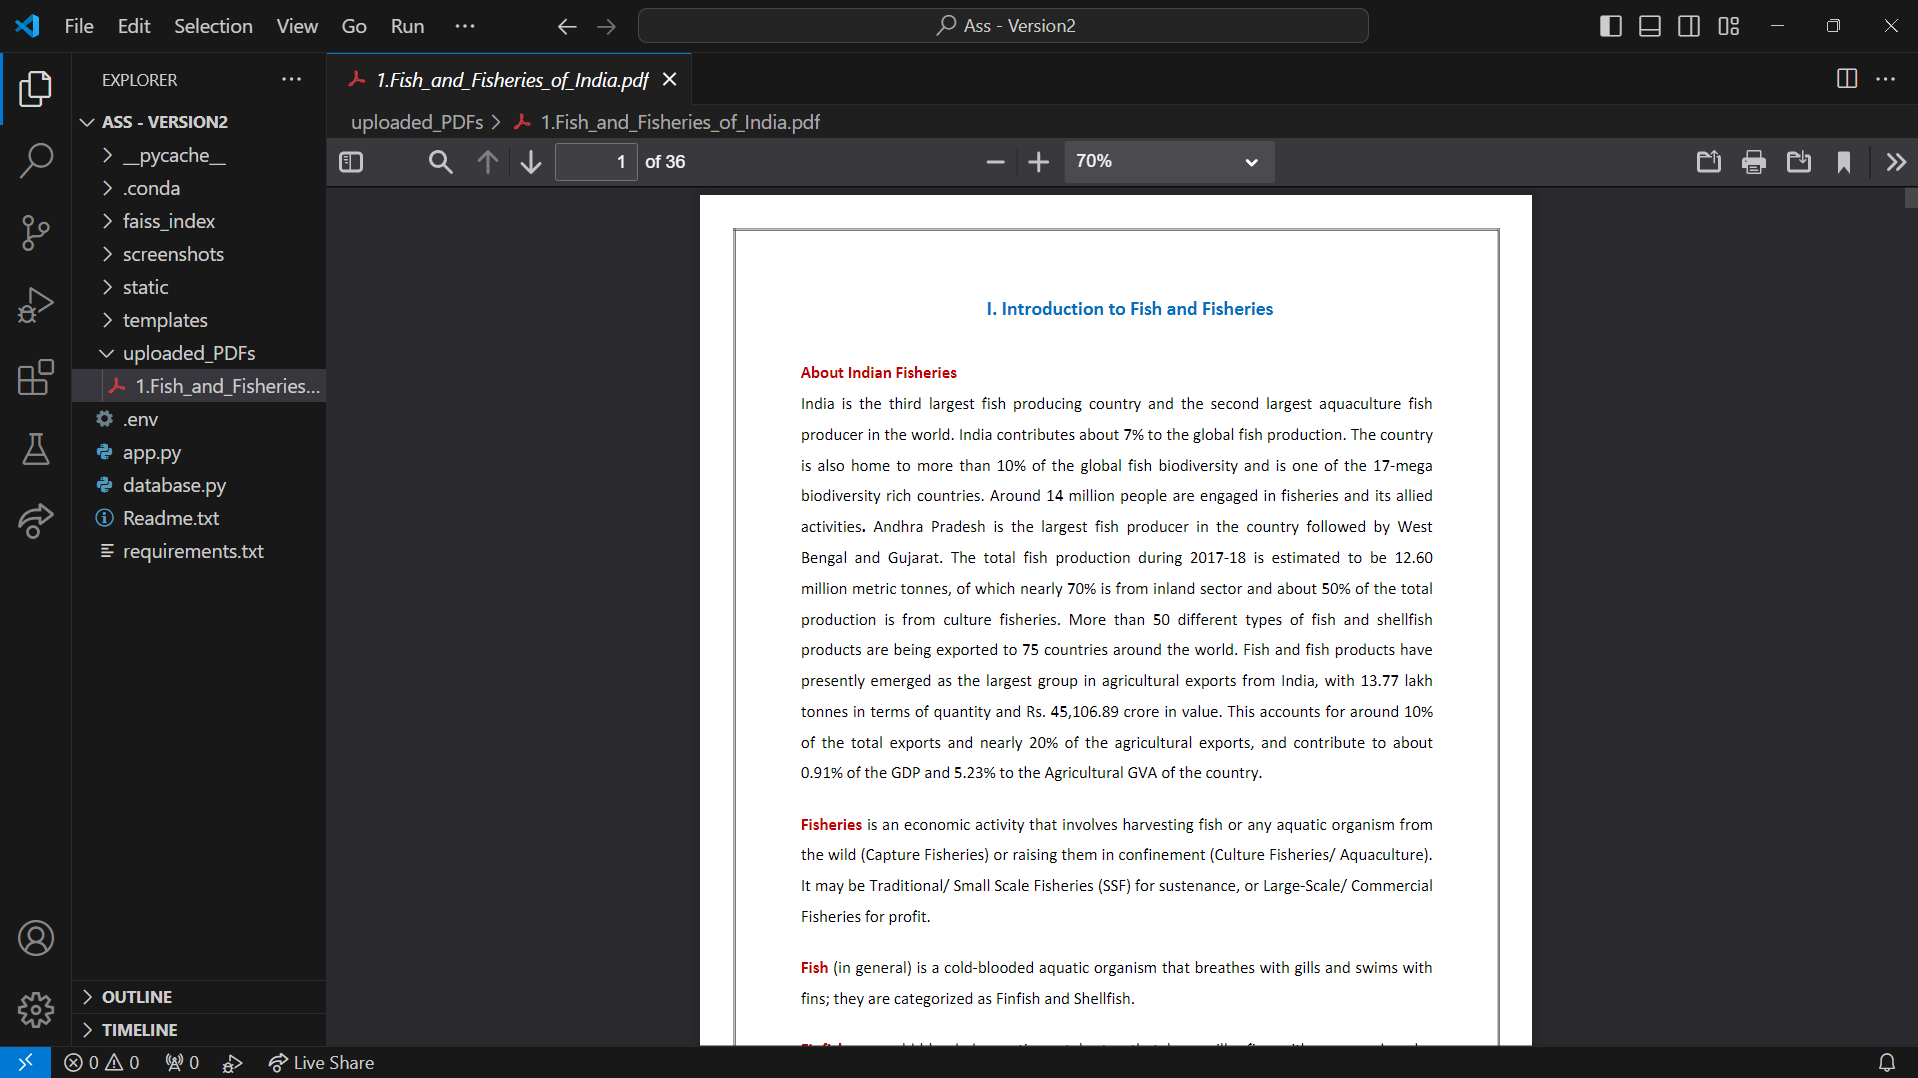 File Edit Selection View Go Run ···
Ass - Version2
EXPLORER
ASS - VERSION2
__pycache__
.conda
faiss_index
screenshots
static
templates
uploaded_PDFs
1.Fish_and_Fisheries...
.env
app.py
database.py
Readme.txt
requirements.txt
OUTLINE
TIMELINE
1.Fish_and_Fisheries_of_India.pdf
uploaded_PDFs > 1.Fish_and_Fisheries_of_India.pdf
1 of 36
70%
I. Introduction to Fish and Fisheries
About Indian Fisheries
India is the third largest fish producing country and the second largest aquaculture fish
producer in the world. India contributes about 7% to the global fish production. The country
is also home to more than 10% of the global fish biodiversity and is one of the 17-mega
biodiversity rich countries. Around 14 million people are engaged in fisheries and its allied
activities. Andhra Pradesh is the largest fish producer in the country followed by West
Bengal and Gujarat. The total fish production during 2017-18 is estimated to be 12.60
million metric tonnes, of which nearly 70% is from inland sector and about 50% of the total
production is from culture fisheries. More than 50 different types of fish and shellfish
products are being exported to 75 countries around the world. Fish and fish products have
presently emerged as the largest group in agricultural exports from India, with 13.77 lakh
tonnes in terms of quantity and Rs. 45,106.89 crore in value. This accounts for around 10%
of the total exports and nearly 20% of the agricultural exports, and contribute to about
0.91% of the GDP and 5.23% to the Agricultural GVA of the country.
Fisheries is an economic activity that involves harvesting fish or any aquatic organism from
the wild (Capture Fisheries) or raising them in confinement (Culture Fisheries/ Aquaculture).
It may be Traditional/ Small Scale Fisheries (SSF) for sustenance, or Large-Scale/ Commercial
Fisheries for profit.
Fish (in general) is a cold-blooded aquatic organism that breathes with gills and swims with
fins; they are categorized as Finfish and Shellfish.
0 0 0 Live Share